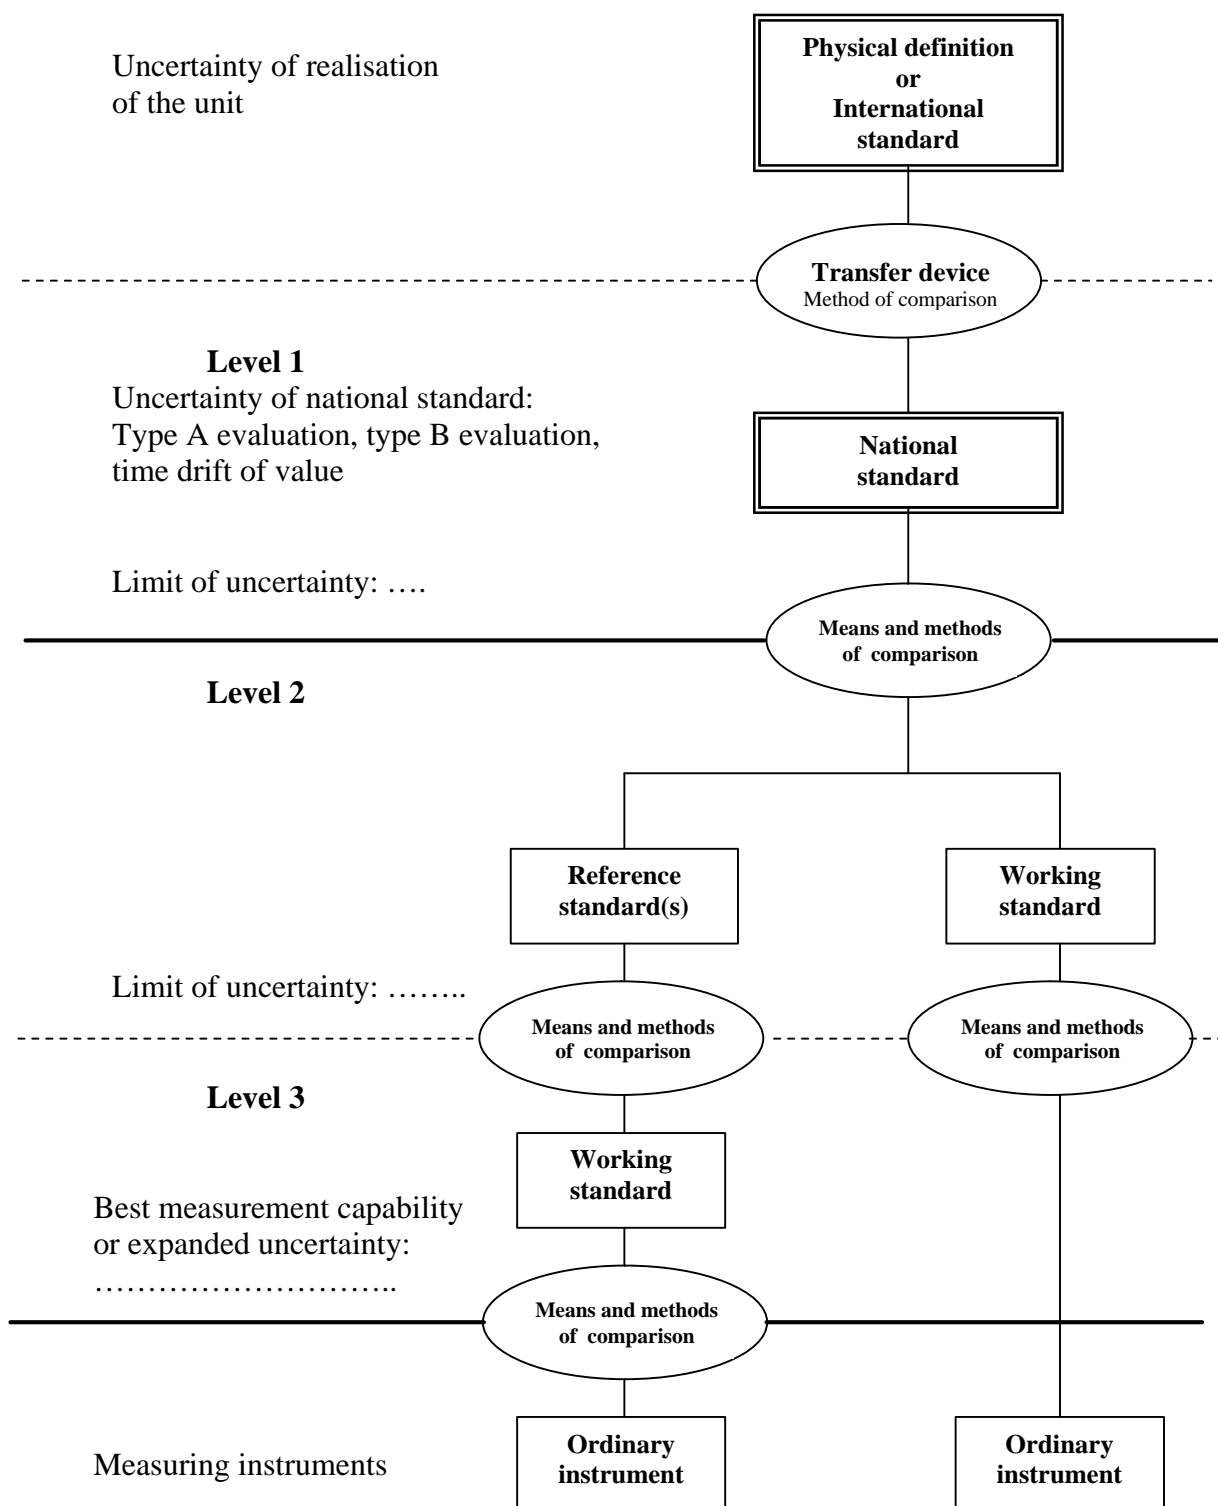 Physical definition
or
International
standard
Uncertainty of realisation
of the unit
Transfer device
Method of comparison
Level 1
Uncertainty of national standard:
Type A evaluation, type B evaluation,
time drift of value
National
standard
Limit of uncertainty: ….
Means and methods
of comparison
Level 2
Reference
standard(s)
Working
standard
Limit of uncertainty: ……..
Means and methods
of comparison
Means and methods
of comparison
Level 3
Working
standard
Best measurement capability
or expanded uncertainty:
………………………..
Means and methods
of comparison
Measuring instruments
Ordinary
instrument
Ordinary
instrument